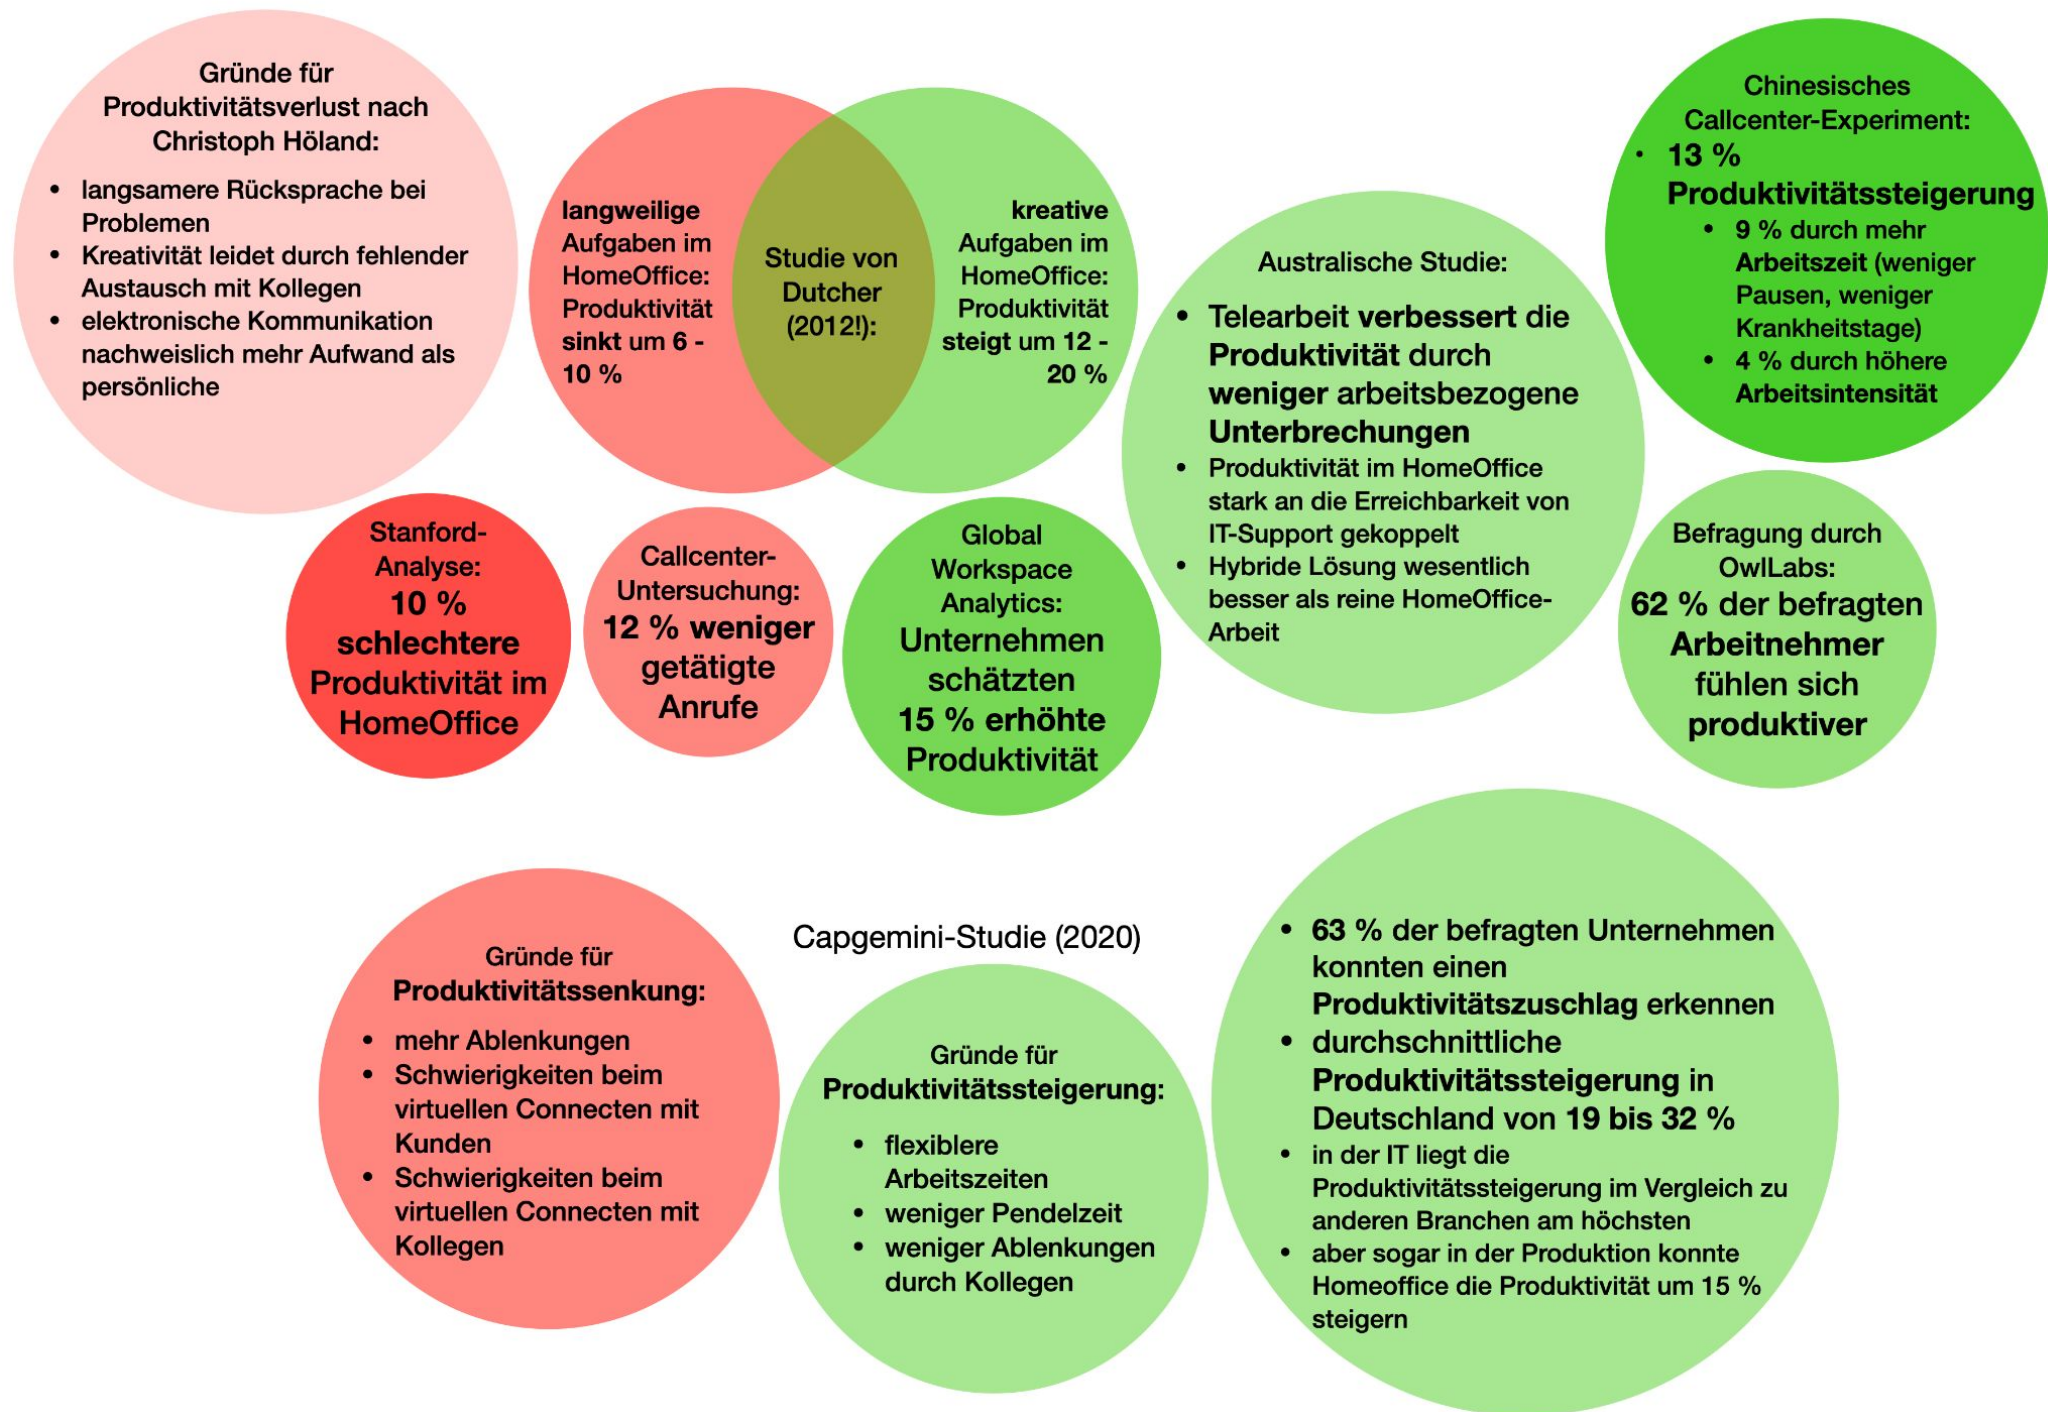 Gründe für
Produktivitätsverlust nach
Christoph Höland:
• langsamere Rücksprache bei
Problemen
• Kreativität leidet durch fehlender
Austausch mit Kollegen
• elektronische Kommunikation
nachweislich mehr Aufwand als
persönliche
langweilige
Aufgaben im
HomeOffice:
Produktivität
sinkt um 6 -
10 %
Studie von
Dutcher
(2012!):
kreative
Aufgaben im
HomeOffice:
Produktivität
steigt um 12 -
20 %
Australische Studie:
• Telearbeit verbessert die
Produktivität durch
weniger arbeitsbezogene
Unterbrechungen
• Produktivität im HomeOffice
stark an die Erreichbarkeit von
IT-Support gekoppelt
• Hybride Lösung wesentlich
besser als reine HomeOffice-
Arbeit
Chinesisches
Callcenter-Experiment:
• 13 %
Produktivitätssteigerung
• 9 % durch mehr
Arbeitszeit (weniger
Pausen, weniger
Krankheitstage)
• 4 % durch höhere
Arbeitsintensität
Stanford-
Analyse:
10 %
schlechtere
Produktivität im
HomeOffice
Callcenter-
Untersuchung:
12 % weniger
getätigte
Anrufe
Global
Workspace
Analytics:
Unternehmen
schätzten
15 % erhöhte
Produktivität
Befragung durch
OwlLabs:
62 % der befragten
Arbeitnehmer
fühlen sich
produktiver
Capgemini-Studie (2020)
Gründe für
Produktivitätssenkung:
• mehr Ablenkungen
• Schwierigkeiten beim
virtuellen Connecten mit
Kunden
• Schwierigkeiten beim
virtuellen Connecten mit
Kollegen
Gründe für
Produktivitätssteigerung:
• flexiblere
Arbeitszeiten
• weniger Pendelzeit
• weniger Ablenkungen
durch Kollegen
• 63 % der befragten Unternehmen
konnten einen
Produktivitätszuschlag erkennen
• durchschnittliche
Produktivitätssteigerung in
Deutschland von 19 bis 32 %
• in der IT liegt die
Produktivitätssteigerung im Vergleich zu
anderen Branchen am höchsten
• aber sogar in der Produktion konnte
Homeoffice die Produktivität um 15 %
steigern